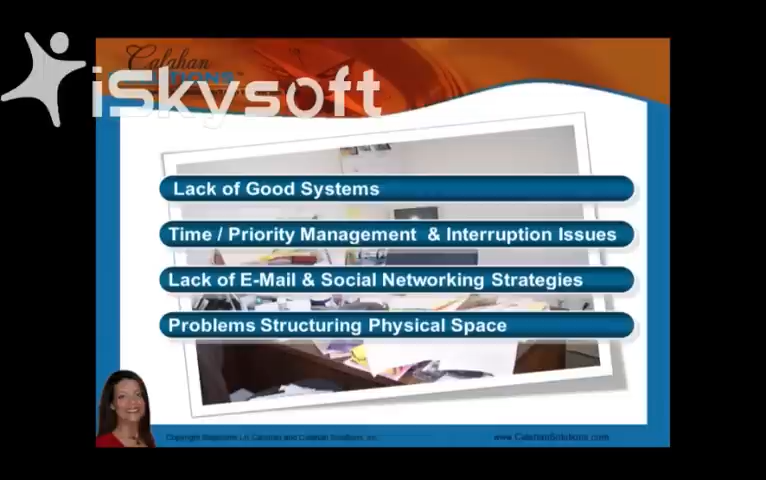 Calahan
iSkysoft
Lack of Good Systems
Time / Priority Management & Interruption Issues
Lack of E-Mail & Social Networking Strategies
Problems Structuring Physical Space
www.CalahanSolutions.com